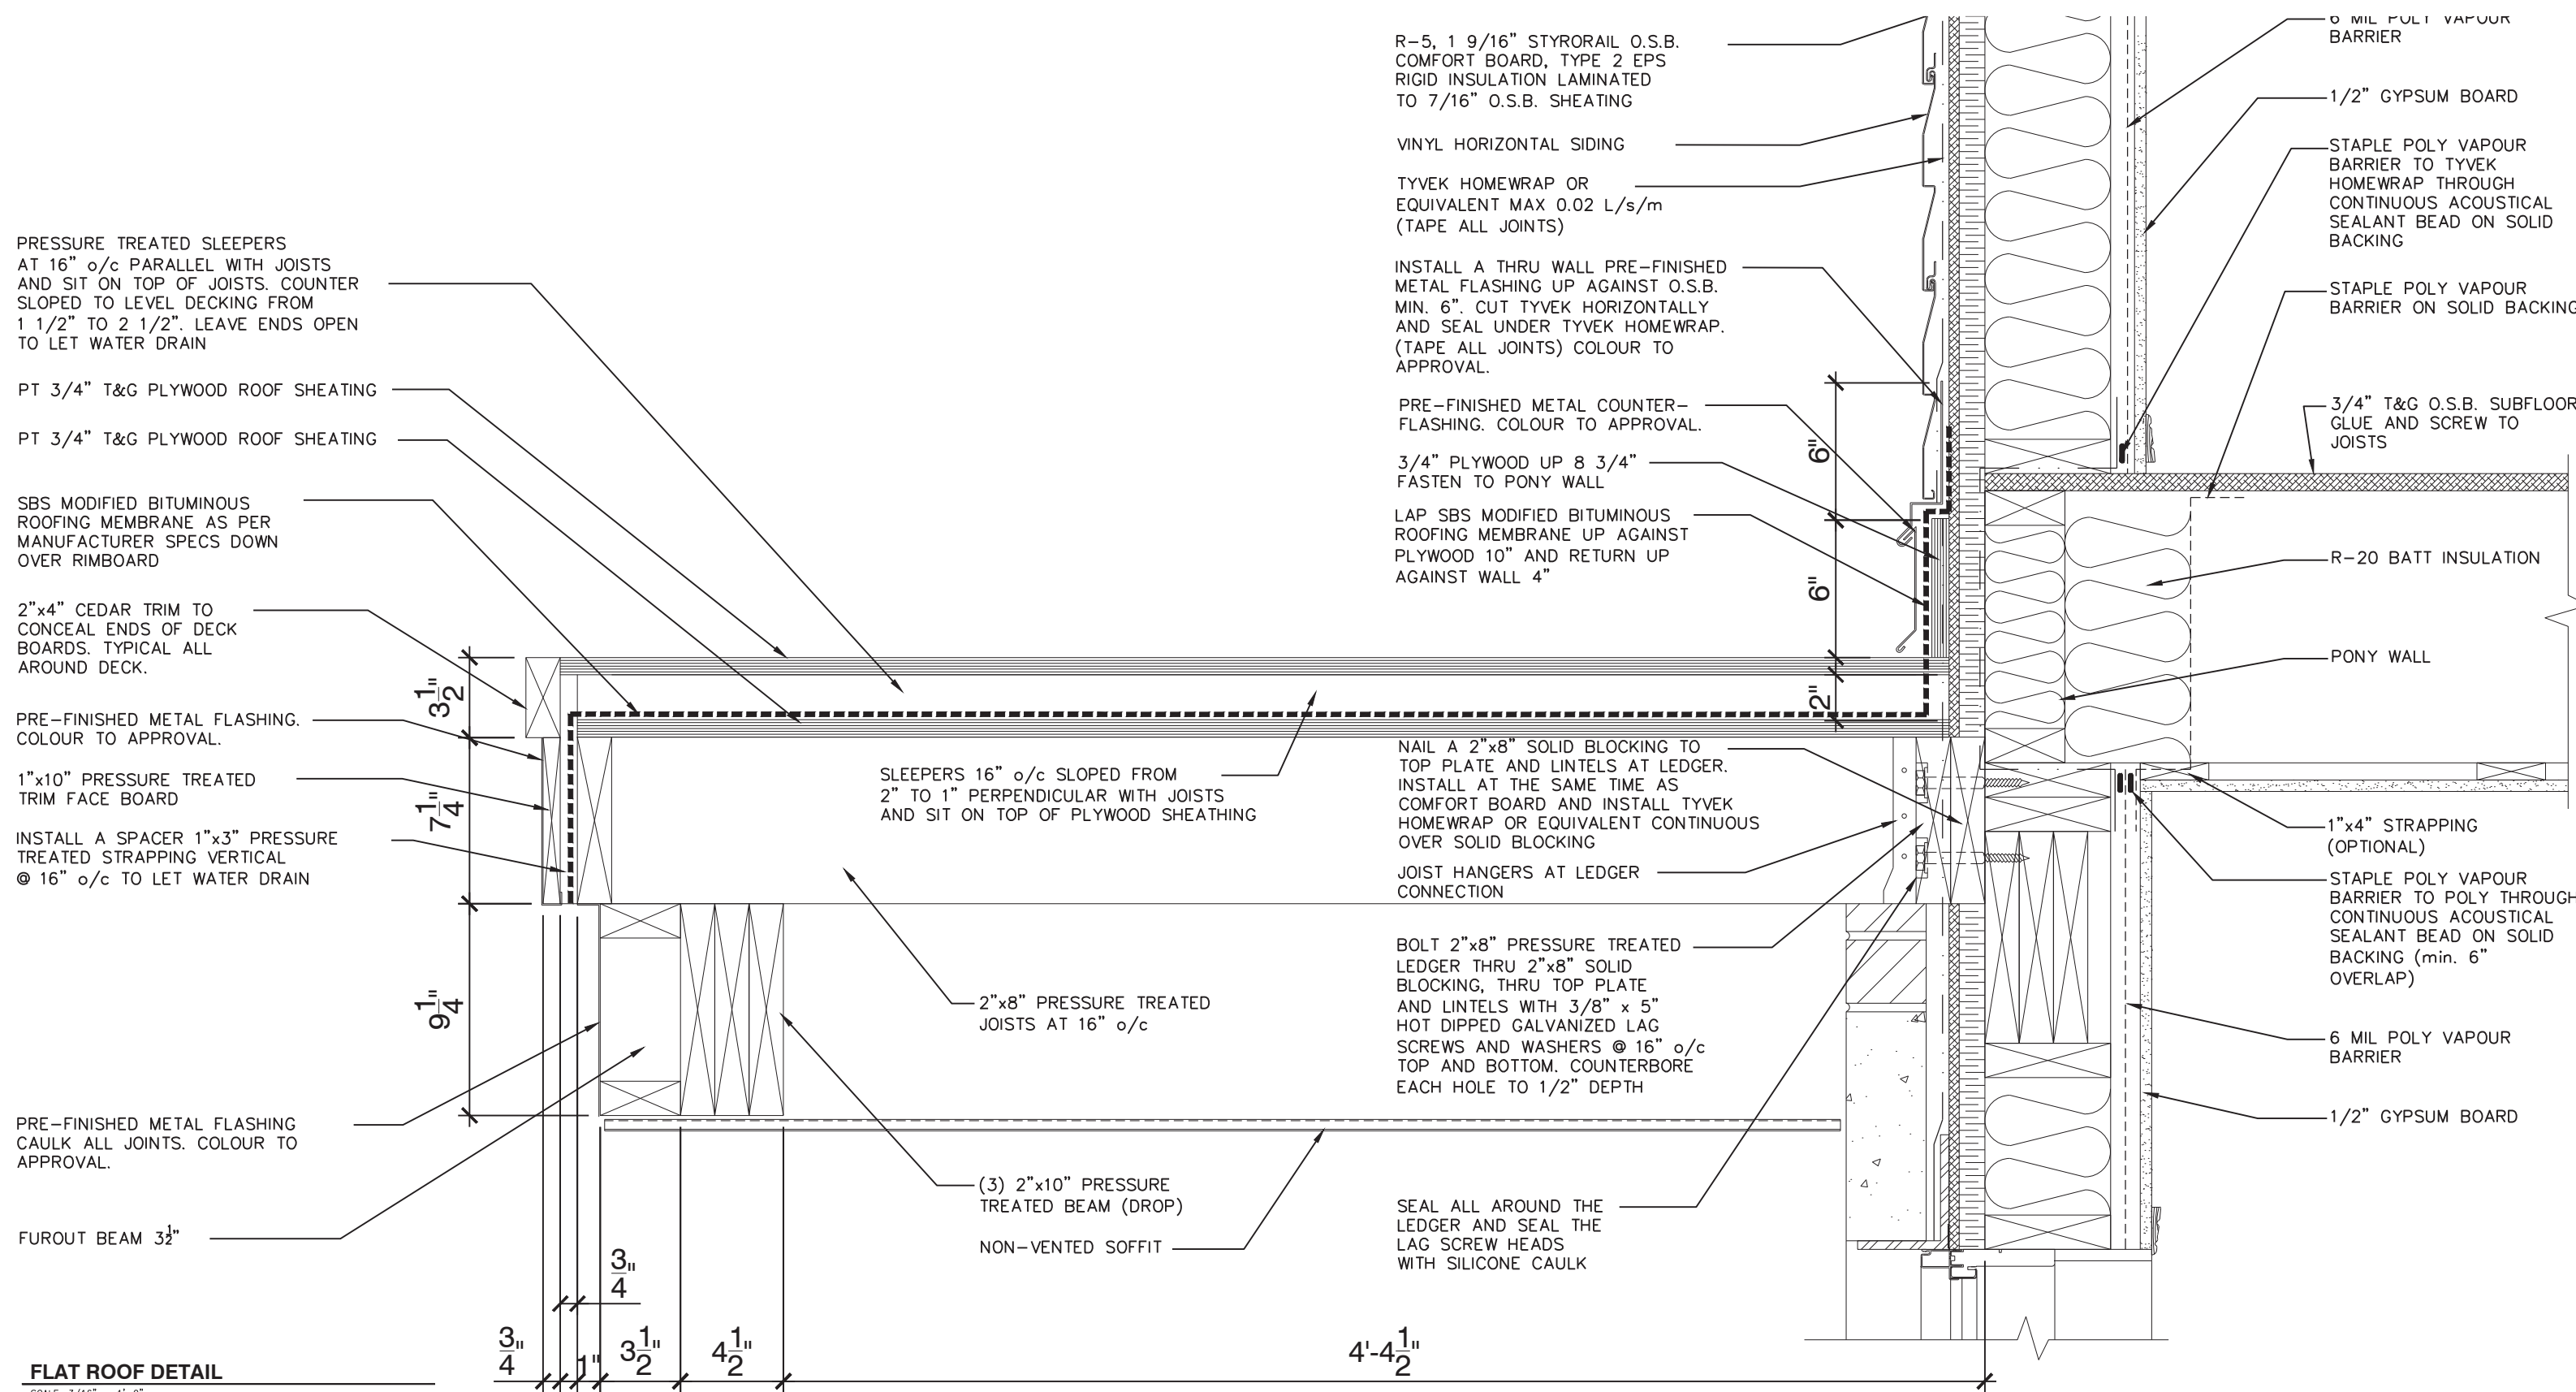 PRESSURE TREATED SLEEPERS
AT 16" o/c PARALLEL WITH JOISTS
AND SIT ON TOP OF JOISTS. COUNTER
SLOPED TO LEVEL DECKING FROM
1 1/2" TO 2 1/2". LEAVE ENDS OPEN
TO LET WATER DRAIN
PT 3/4" T&G PLYWOOD ROOF SHEATING
PT 3/4" T&G PLYWOOD ROOF SHEATING
SBS MODIFIED BITUMINOUS
ROOFING MEMBRANE AS PER
MANUFACTURER SPECS DOWN
OVER RIMBOARD
2"x4" CEDAR TRIM TO
CONCEAL ENDS OF DECK
BOARDS. TYPICAL ALL
AROUND DECK.
PRE-FINISHED METAL FLASHING.
COLOUR TO APPROVAL.
1"x10" PRESSURE TREATED
TRIM FACE BOARD
INSTALL A SPACER 1"x3" PRESSURE
TREATED STRAPPING VERTICAL
@ 16" o/c TO LET WATER DRAIN
PRE-FINISHED METAL FLASHING
CAULK ALL JOINTS. COLOUR TO
APPROVAL.
FUROUT BEAM 3 1/2"
3 1/2"
7 1/4"
9 1/4"
SLEEPERS 16" o/c SLOPED FROM
2" TO 1" PERPENDICULAR WITH JOISTS
AND SIT ON TOP OF PLYWOOD SHEATHING
2"x8" PRESSURE TREATED
JOISTS AT 16" o/c
(3) 2"x10" PRESSURE
TREATED BEAM (DROP)
NON-VENTED SOFFIT
R-5, 1 9/16" STYRORAIL O.S.B.
COMFORT BOARD, TYPE 2 EPS
RIGID INSULATION LAMINATED
TO 7/16" O.S.B. SHEATING
VINYL HORIZONTAL SIDING
TYVEK HOMEWRAP OR
EQUIVALENT MAX 0.02 L/s/m
(TAPE ALL JOINTS)
INSTALL A THRU WALL PRE-FINISHED
METAL FLASHING UP AGAINST O.S.B.
MIN. 6". CUT TYVEK HORIZONTALLY
AND SEAL UNDER TYVEK HOMEWRAP.
(TAPE ALL JOINTS) COLOUR TO
APPROVAL.
PRE-FINISHED METAL COUNTER-
FLASHING. COLOUR TO APPROVAL.
3/4" PLYWOOD UP 8 3/4"
FASTEN TO PONY WALL
LAP SBS MODIFIED BITUMINOUS
ROOFING MEMBRANE UP AGAINST
PLYWOOD 10" AND RETURN UP
AGAINST WALL 4"
6"
6"
2"
NAIL A 2"x8" SOLID BLOCKING TO
TOP PLATE AND LINTELS AT LEDGER.
INSTALL AT THE SAME TIME AS
COMFORT BOARD AND INSTALL TYVEK
HOMEWRAP OR EQUIVALENT CONTINUOUS
OVER SOLID BLOCKING
JOIST HANGERS AT LEDGER
CONNECTION
BOLT 2"x8" PRESSURE TREATED
LEDGER THRU 2"x8" SOLID
BLOCKING, THRU TOP PLATE
AND LINTELS WITH 3/8" x 5"
HOT DIPPED GALVANIZED LAG
SCREWS AND WASHERS @ 16" o/c
TOP AND BOTTOM. COUNTERBORE
EACH HOLE TO 1/2" DEPTH
SEAL ALL AROUND THE
LEDGER AND SEAL THE
LAG SCREW HEADS
WITH SILICONE CAULK
6 MIL POLY VAPOUR
BARRIER
1/2" GYPSUM BOARD
STAPLE POLY VAPOUR
BARRIER TO TYVEK
HOMEWRAP THROUGH
CONTINUOUS ACOUSTICAL
SEALANT BEAD ON SOLID
BACKING
STAPLE POLY VAPOUR
BARRIER ON SOLID BACKING
3/4" T&G O.S.B. SUBFLOOR
GLUE AND SCREW TO
JOISTS
R-20 BATT INSULATION
PONY WALL
1"x4" STRAPPING
(OPTIONAL)
STAPLE POLY VAPOUR
BARRIER TO POLY THROUGH
CONTINUOUS ACOUSTICAL
SEALANT BEAD ON SOLID
BACKING (min. 6"
OVERLAP)
6 MIL POLY VAPOUR
BARRIER
1/2" GYPSUM BOARD
3/4"
3/4"
1"
3 1/2"
4 1/2"
4'-4 1/2"
FLAT ROOF DETAIL